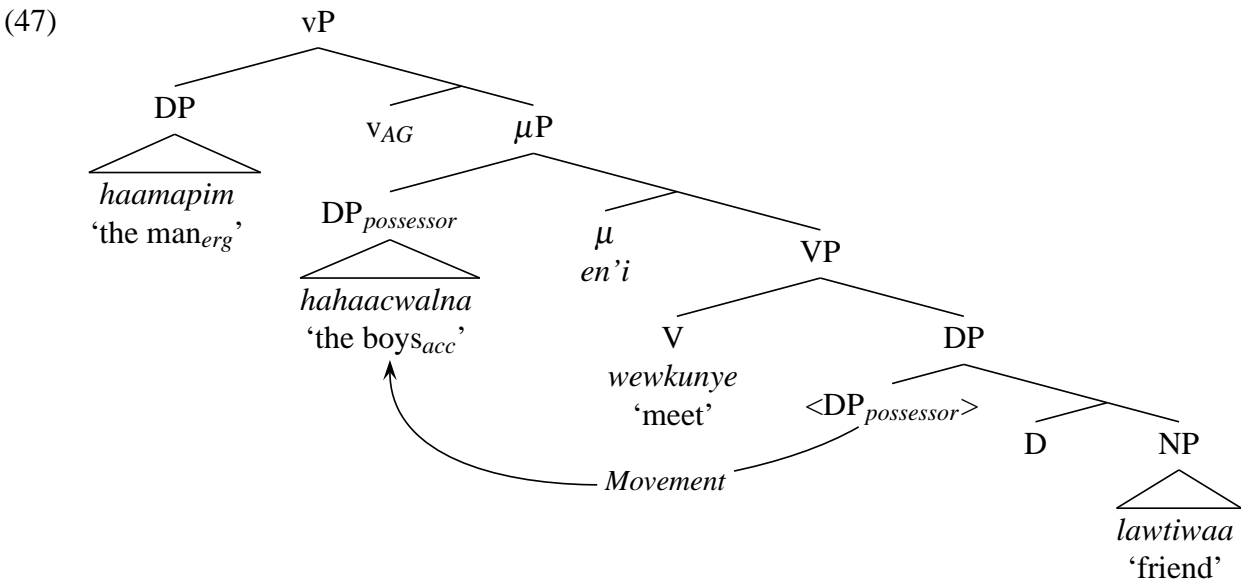 (47)
vP
DP
v_AG
μP
haamapim
‘the man_erg’
DP_possessor
μ
en’i
VP
hahaacwalna
‘the boys_acc’
V
DP
wewkunye
‘meet’
<DP_possessor>
D
NP
Movement
lawtiwaa
‘friend’